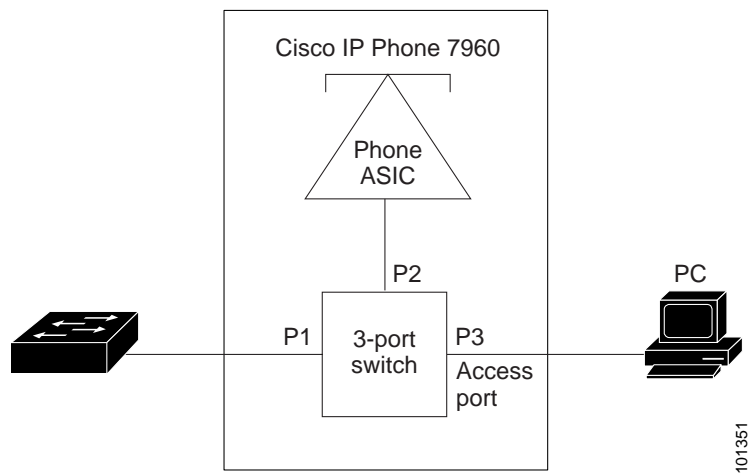 Cisco IP Phone 7960
Phone
ASIC
P2
PC
P1
3-port
switch
P3
Access
port
101351